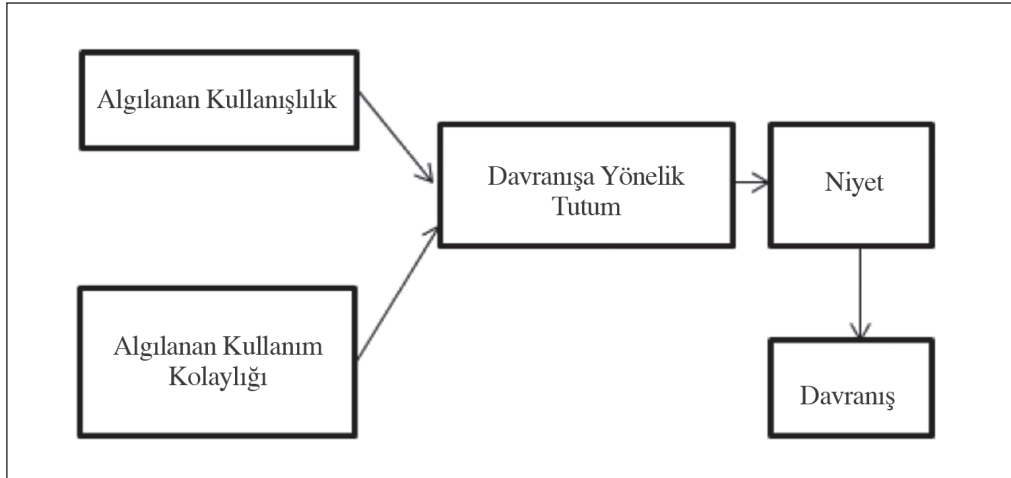 Algılanan Kullanışlılık
Algılanan Kullanım
Kolaylığı
Davranışa Yönelik
Tutum
Niyet
Davranış